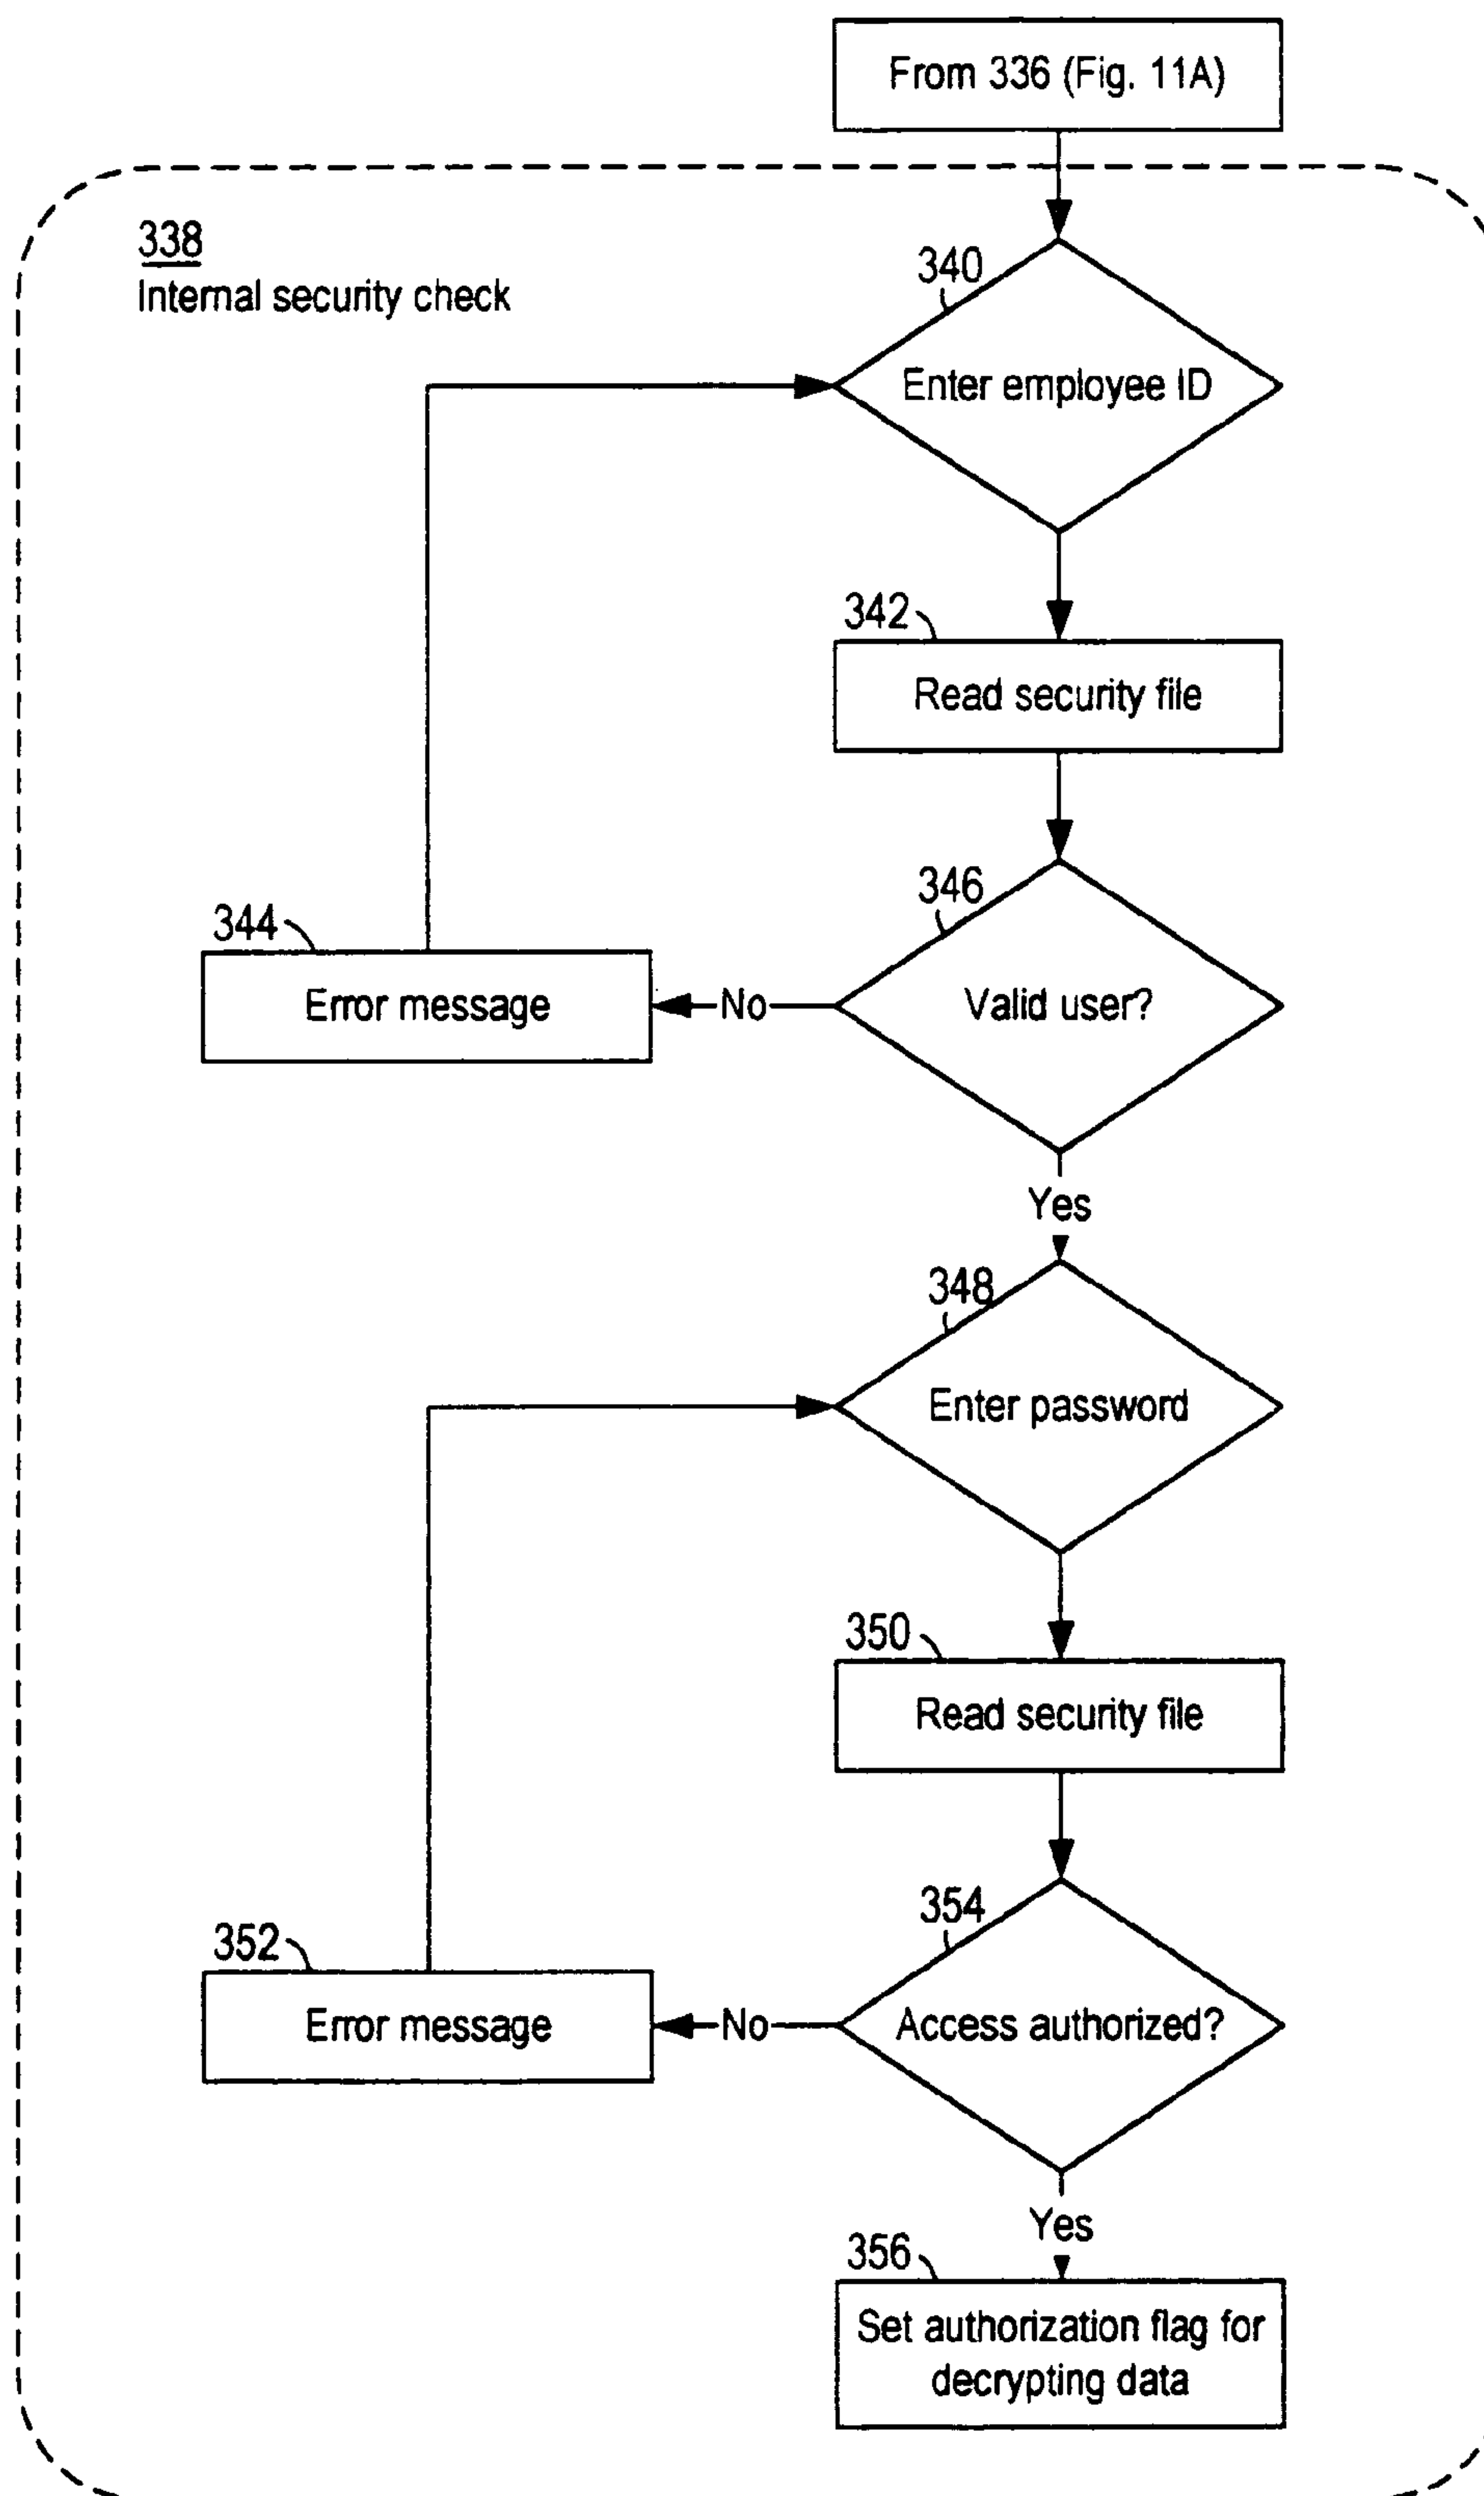 From 336 (Fig. 11A)
338
Internal security check
340
Enter employee ID
342
Read security file
346
344
Error message
No
Valid user?
Yes
348
Enter password
350
Read security file
354
352
Error message
No
Access authorized?
Yes
356
Set authorization flag for
decrypting data